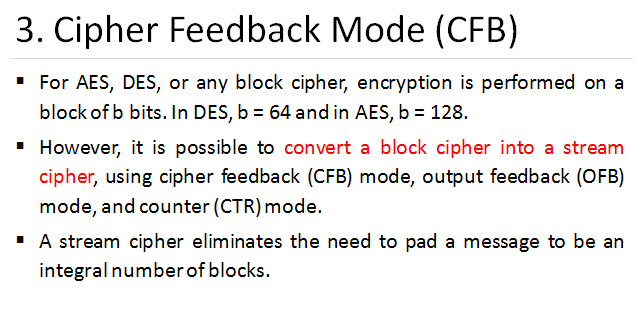 3. Cipher Feedback Mode (CFB)
▪ For AES, DES, or any block cipher, encryption is performed on a
block of b bits. In DES, b = 64 and in AES, b = 128.
▪ However, it is possible to convert a block cipher into a stream
cipher, using cipher feedback (CFB) mode, output feedback (OFB)
mode, and counter (CTR) mode.
▪ A stream cipher eliminates the need to pad a message to be an
integral number of blocks.